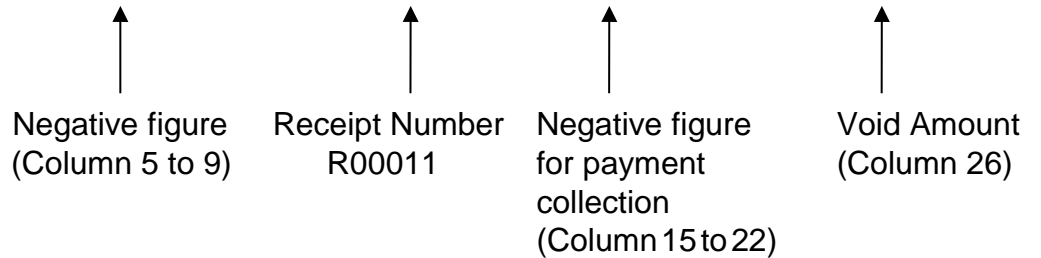 Negative figure
(Column 5 to 9)
Receipt Number
R00011
Negative figure
for payment
collection
(Column 15 to 22)
Void Amount
(Column 26)